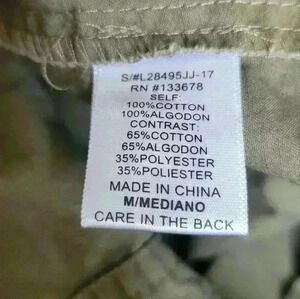 S/#L28495JJ-17
RN #133678
SELF:
100%COTTON
100%ALGODON
CONTRAST:
65%COTTON
65%ALGODON
35%POLYESTER
35%POLIESTER
MADE IN CHINA
M/MEDIANO
CARE IN THE BACK